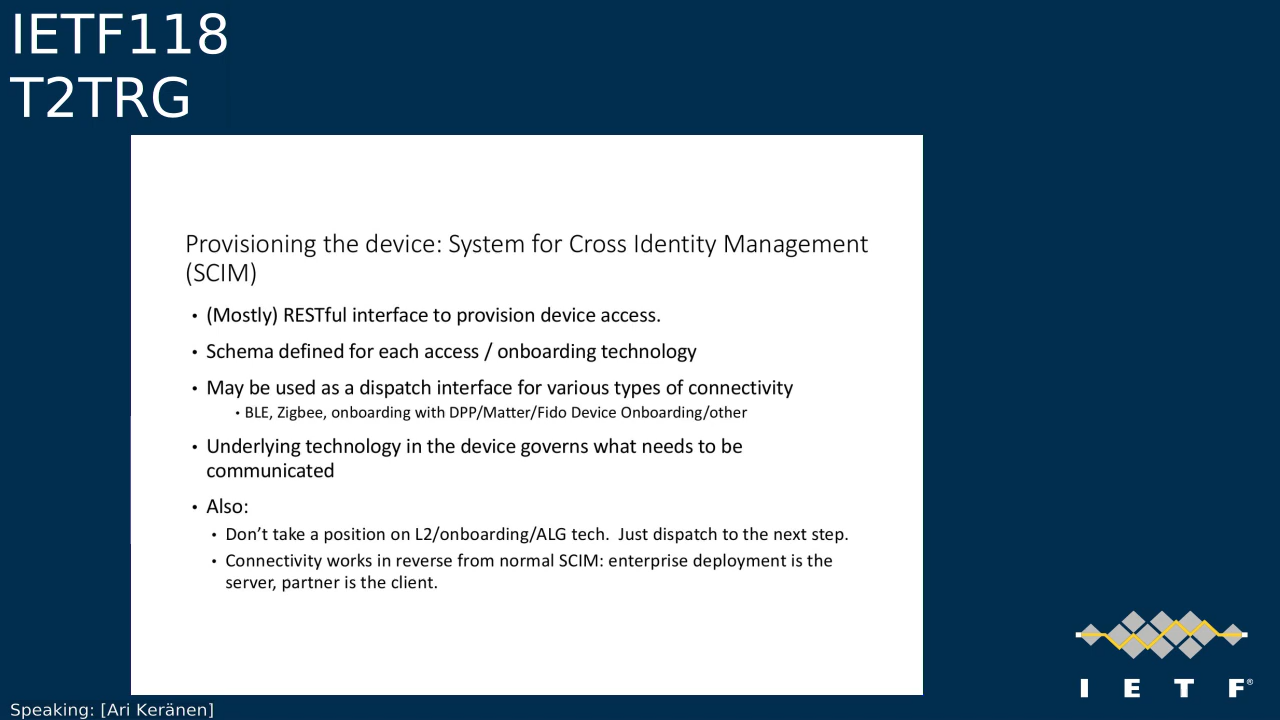 IETF118
T2TRG
Provisioning the device: System for Cross Identity Management
(SCIM)
• (Mostly) RESTful interface to provision device access.
• Schema defined for each access / onboarding technology
• May be used as a dispatch interface for various types of connectivity
• BLE, Zigbee, onboarding with DPP/Matter/Fido Device Onboarding/other
• Underlying technology in the device governs what needs to be
communicated
• Also:
• Don’t take a position on L2/onboarding/ALG tech.  Just dispatch to the next step.
• Connectivity works in reverse from normal SCIM: enterprise deployment is the
server, partner is the client.
I E T F®
Speaking: [Ari Keränen]